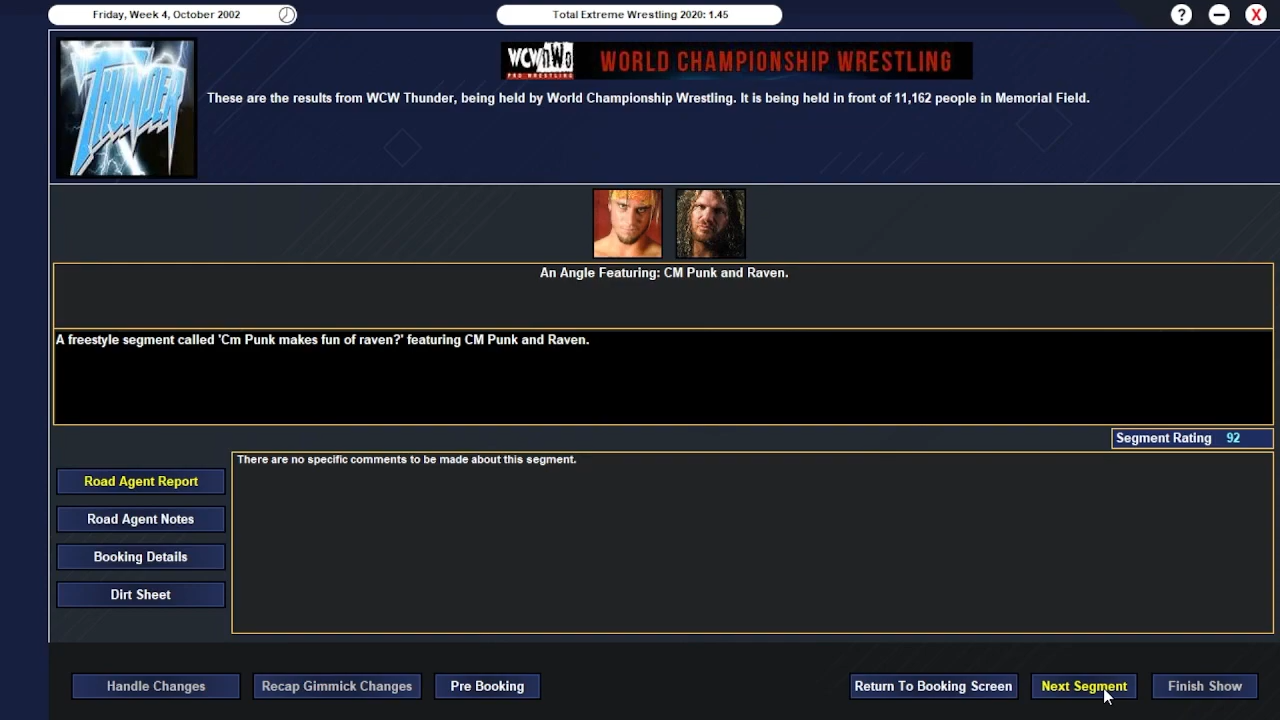 Friday, Week 4, October 2002
Total Extreme Wrestling 2020: 1.45
?
X
THUNDER
WCW nWo
PRO WRESTLING
WORLD CHAMPIONSHIP WRESTLING
These are the results from WCW Thunder, being held by World Championship Wrestling. It is being held in front of 11,162 people in Memorial Field.
An Angle Featuring: CM Punk and Raven.
A freestyle segment called 'Cm Punk makes fun of raven?' featuring CM Punk and Raven.
Segment Rating 92
There are no specific comments to be made about this segment.
Road Agent Report
Road Agent Notes
Booking Details
Dirt Sheet
Handle Changes
Recap Gimmick Changes
Pre Booking
Return To Booking Screen
Next Segment
Finish Show